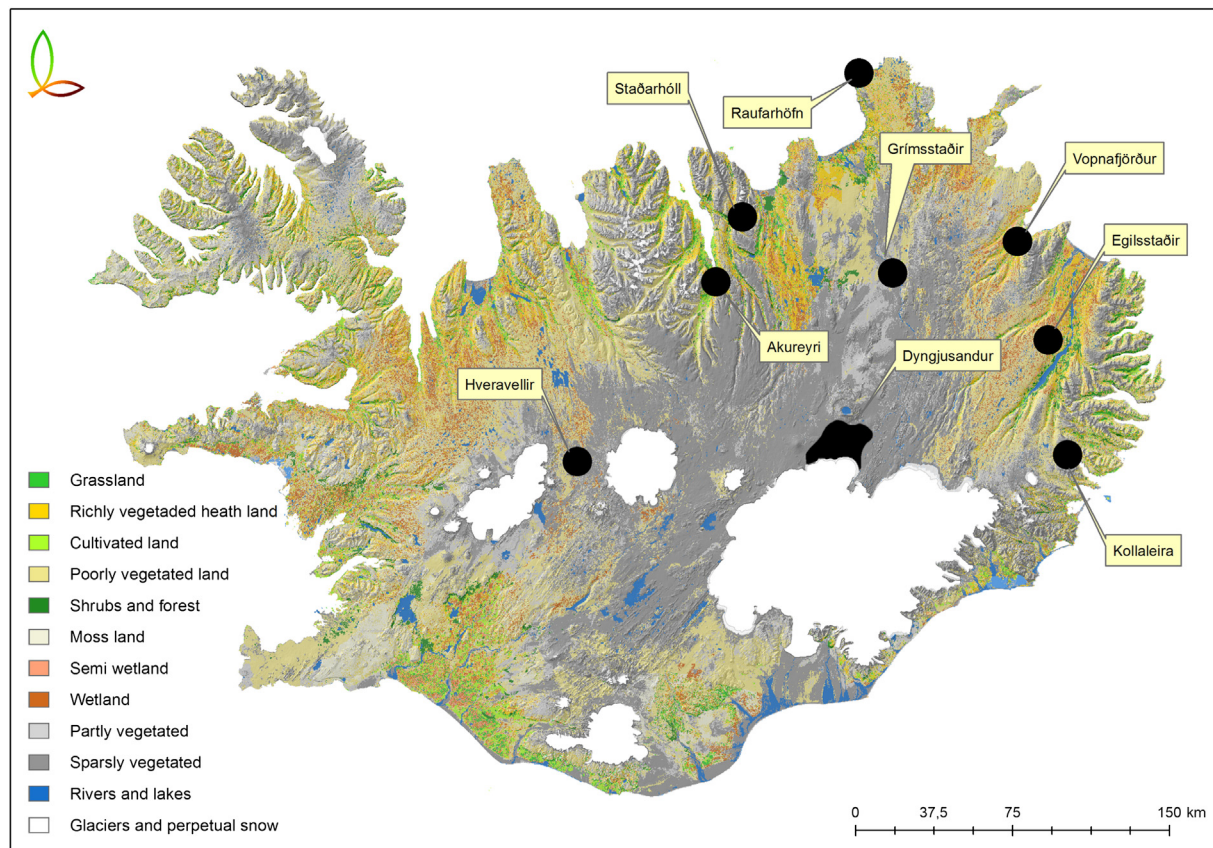 Staðarhóll
Raufarhöfn
Grímsstaðir
Vopnafjörður
Egilsstaðir
Akureyri
Dyngjusandur
Hveravellir
Kollaleira
Grassland
Richly vegetaded heath land
Cultivated land
Poorly vegetated land
Shrubs and forest
Moss land
Semi wetland
Wetland
Partly vegetated
Sparsly vegetated
Rivers and lakes
Glaciers and perpetual snow
0 37,5 75 150 km